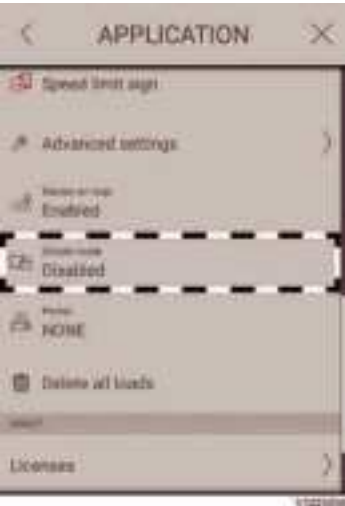 APPLICATION
Speed limit sign
Advanced settings
Enabled
Disabled
NONE
Delete all loads
Licenses